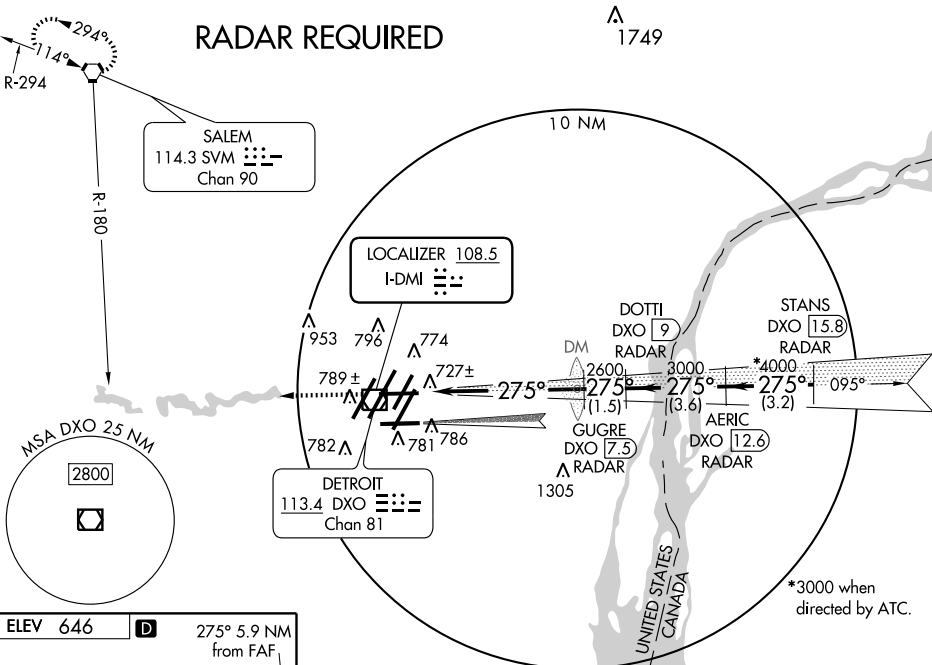 RADAR REQUIRED
1749
294°
114°
R-294
SALEM
114.3 SVM
Chan 90
R-180
10 NM
LOCALIZER 108.5
I-DMI
953
796
774
789±
727±
782
781
786
DETROIT
113.4 DXO
Chan 81
DM
275°
GUGRE
DXO 7.5
RADAR
1305
2600
275°
(1.5)
DOTTI
DXO 9
RADAR
3000
275°
(3.6)
AERIC
DXO 12.6
RADAR
STANS
DXO 15.8
RADAR
*4000
275°
(3.2)
095°
UNITED STATES
CANADA
*3000 when
directed by ATC.
MSA DXO 25 NM
2800
ELEV 646
D
275° 5.9 NM
from FAF